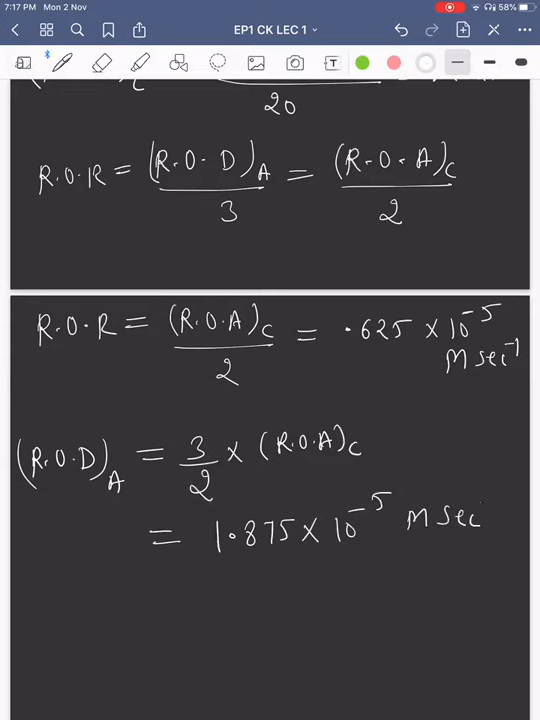 7:17 PM Mon 2 Nov 58%
EP1 CK LEC 1
T
20
R.O.R = (R.O.D)A / 3 = (R.O.A)C / 2
R.O.R = (R.O.A)C / 2 = .625 × 10⁻⁵
M sec⁻¹
(R.O.D)A = 3/2 × (R.O.A)C
= 1.875 × 10⁻⁵ M sec